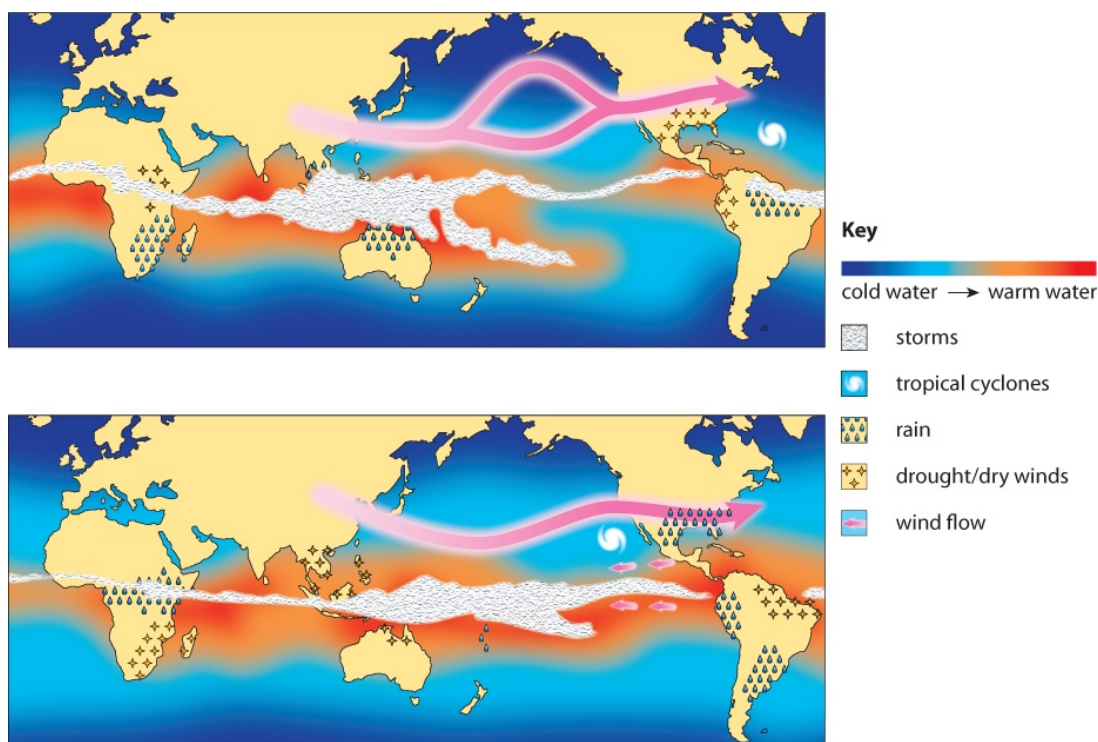 Key
cold water → warm water
storms
tropical cyclones
rain
drought/dry winds
wind flow